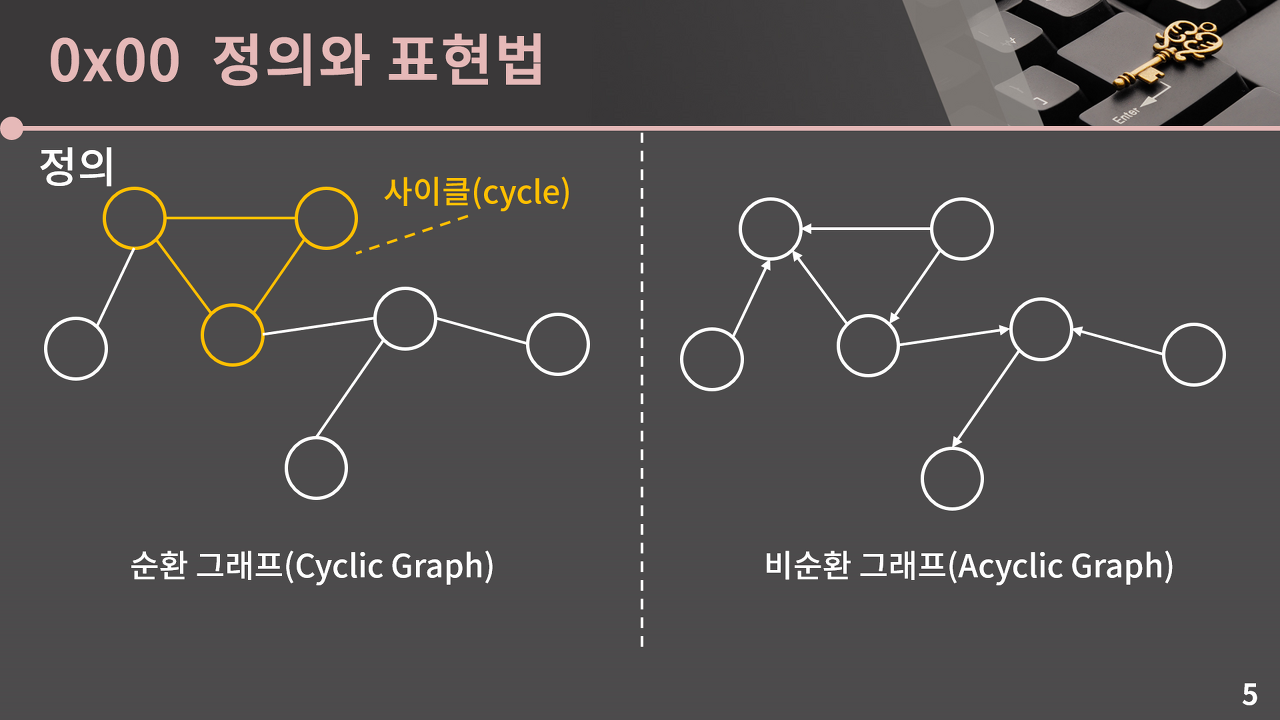 0x00 정의와 표현법
Enter
정의
사이클(cycle)
순환 그래프(Cyclic Graph)
비순환 그래프(Acyclic Graph)
5